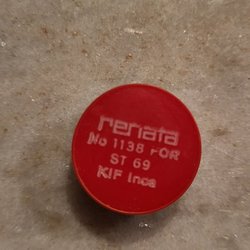 renata
No 1138 FOR
ST 69
KIF Inca